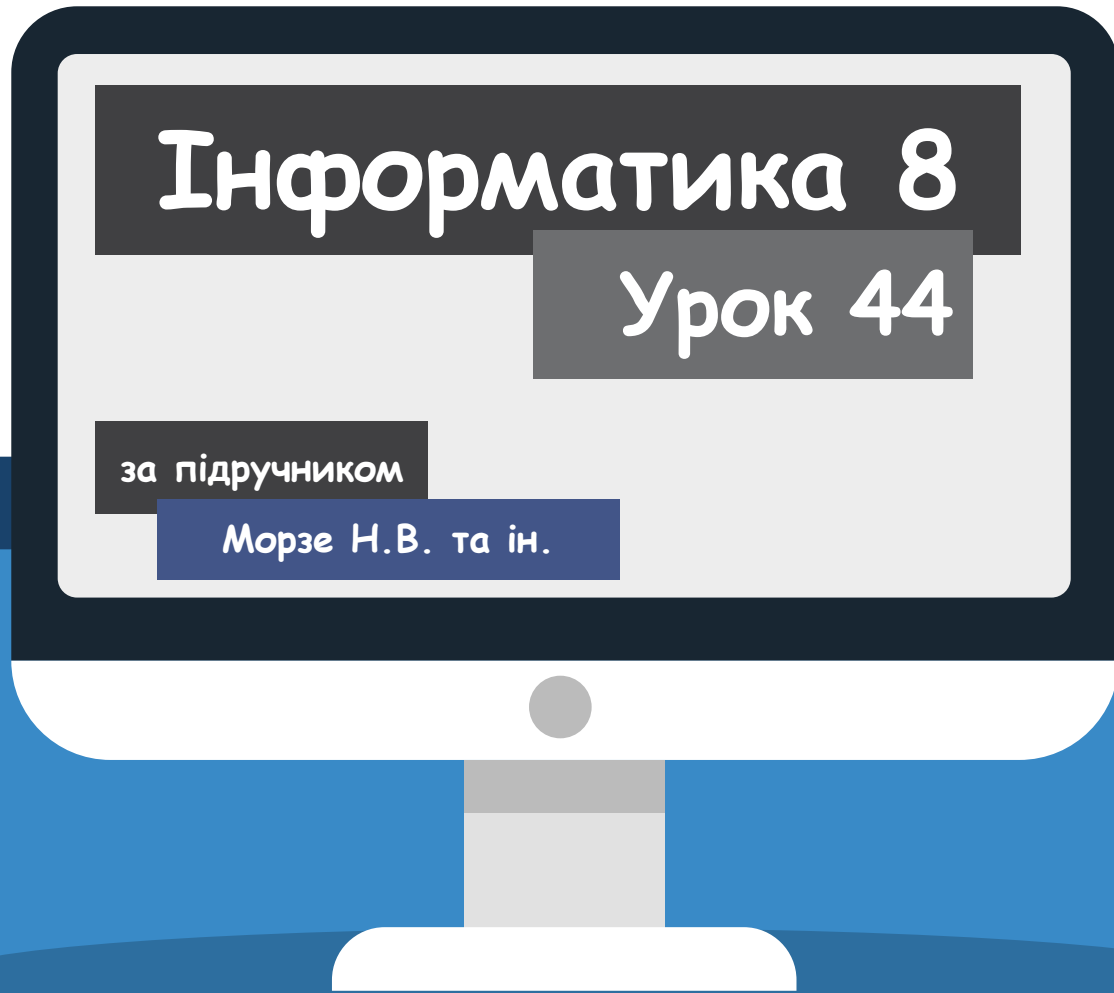 Інформатика 8
Урок 44
за підручником
Морзе Н.В. та ін.